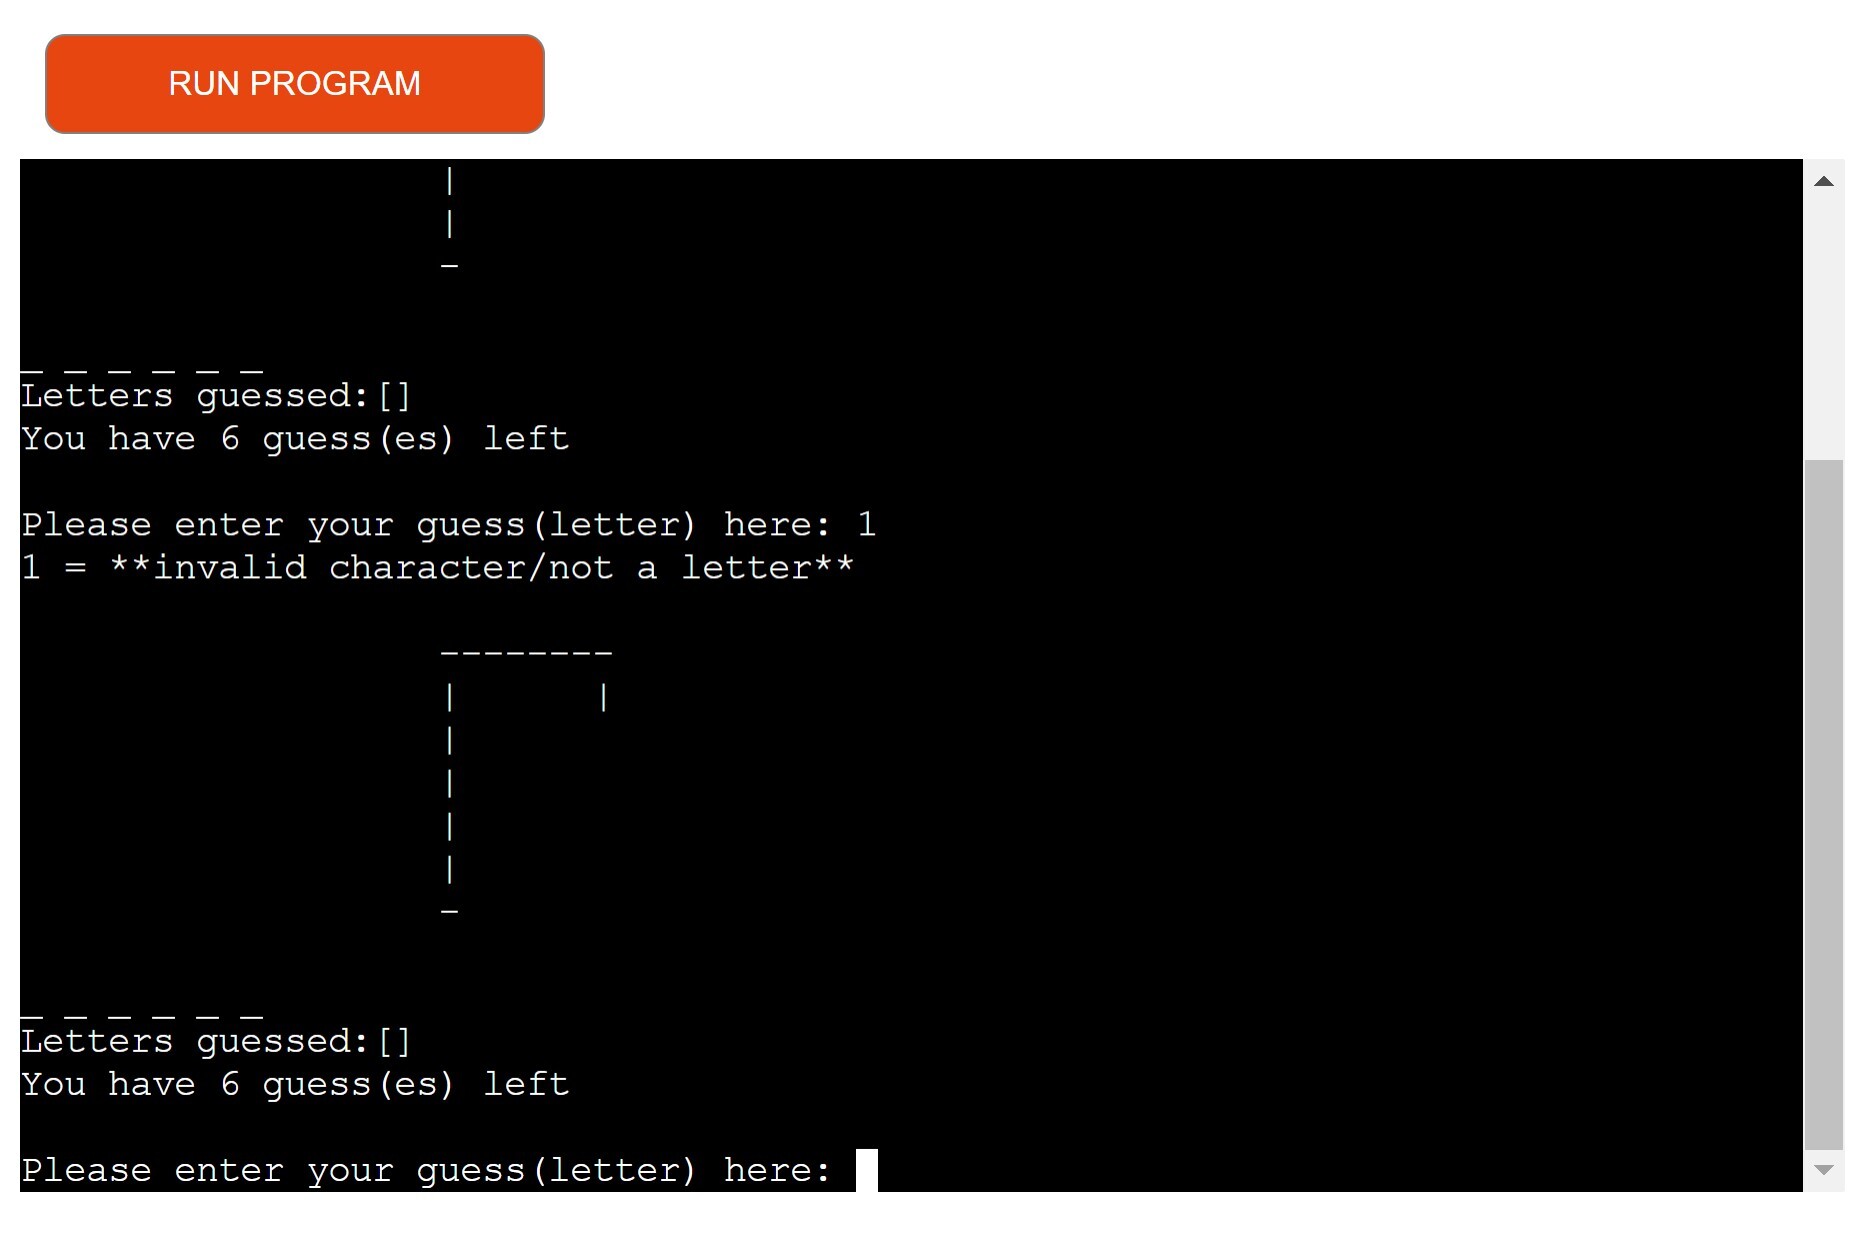 RUN PROGRAM
|
|
-
_ _ _ _ _ _
Letters guessed:[]
You have 6 guess(es) left
Please enter your guess(letter) here: 1
1 = **invalid character/not a letter**
--------
|      |
|
|
|
|
-
_ _ _ _ _ _
Letters guessed:[]
You have 6 guess(es) left
Please enter your guess(letter) here: